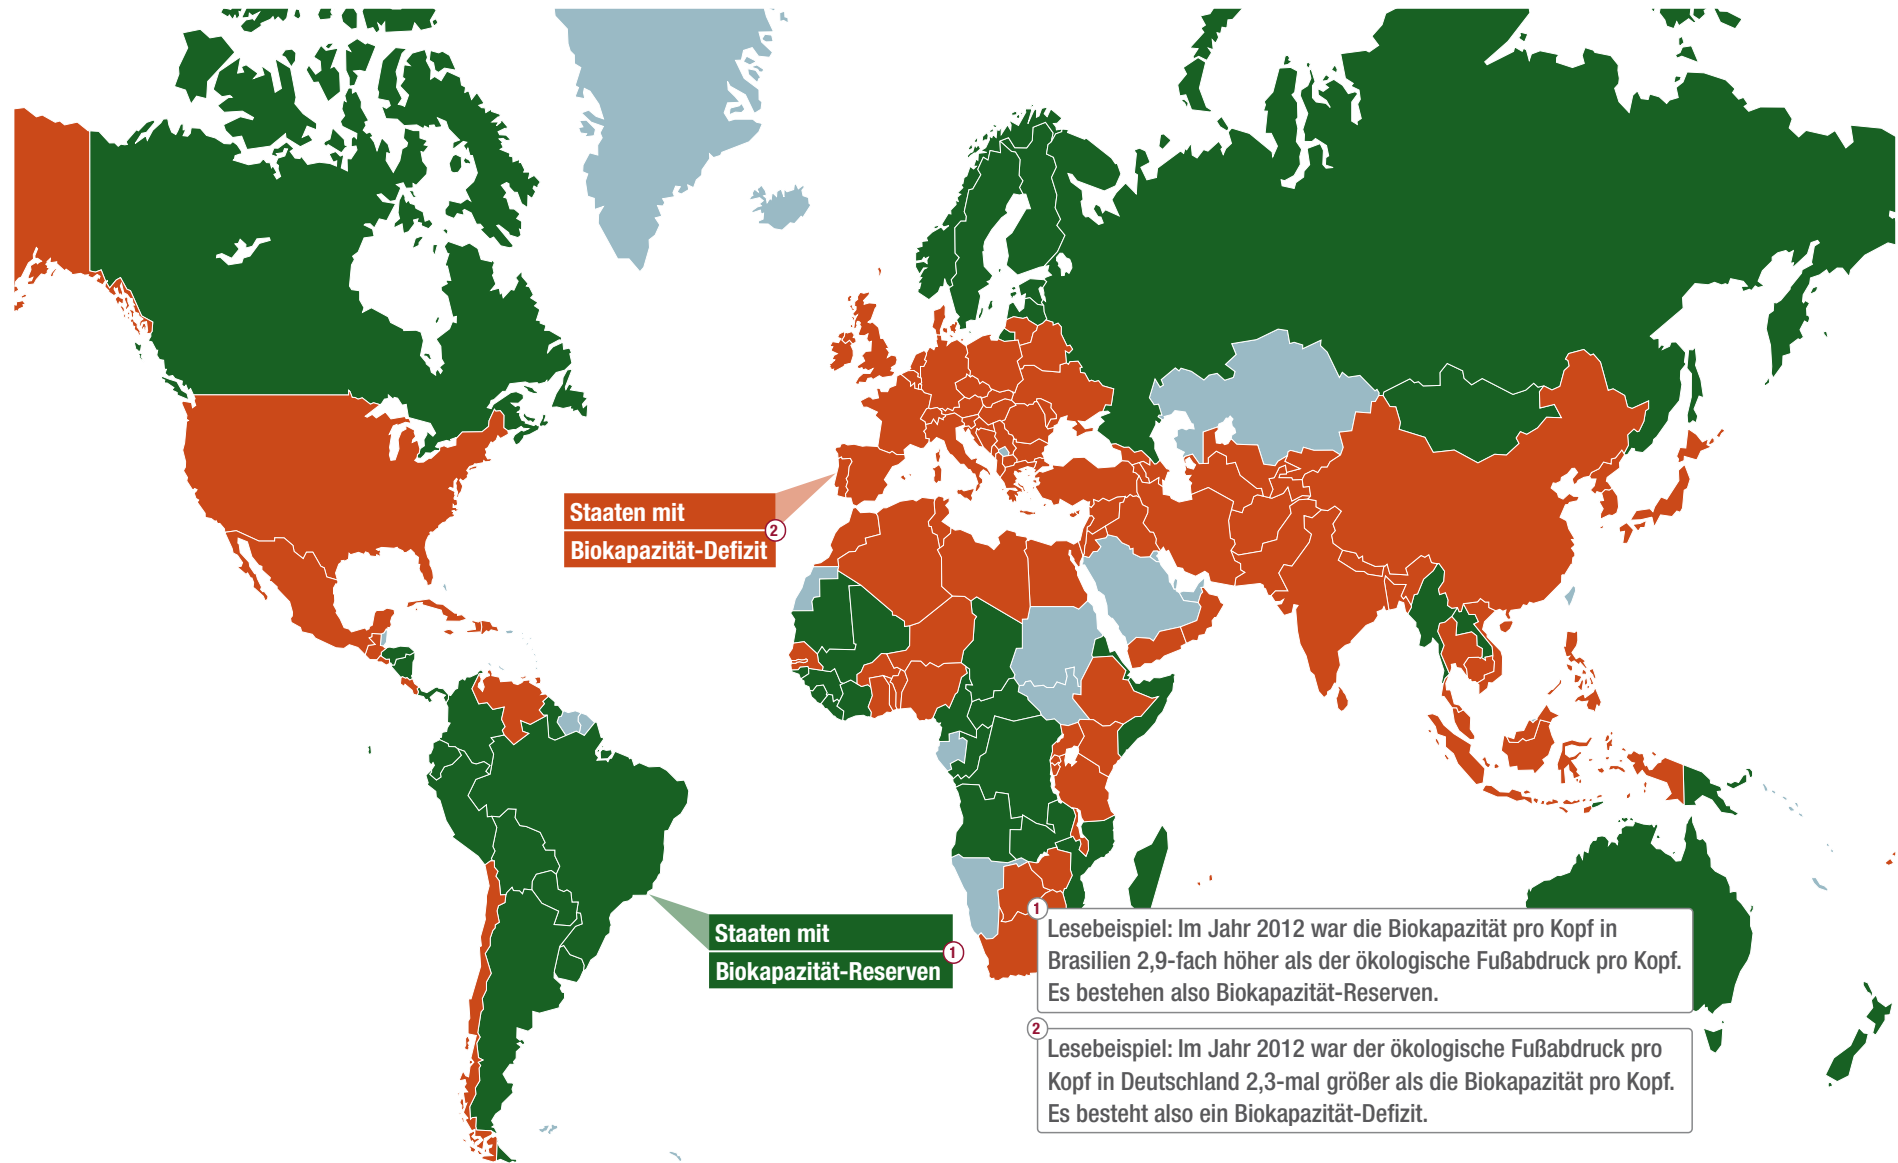 Staaten mit
Biokapazität-Defizit
2
Staaten mit
Biokapazität-Reserven
1
1
Lesebeispiel: Im Jahr 2012 war die Biokapazität pro Kopf in
Brasilien 2,9-fach höher als der ökologische Fußabdruck pro Kopf.
Es bestehen also Biokapazität-Reserven.
2
Lesebeispiel: Im Jahr 2012 war der ökologische Fußabdruck pro
Kopf in Deutschland 2,3-mal größer als die Biokapazität pro Kopf.
Es besteht also ein Biokapazität-Defizit.